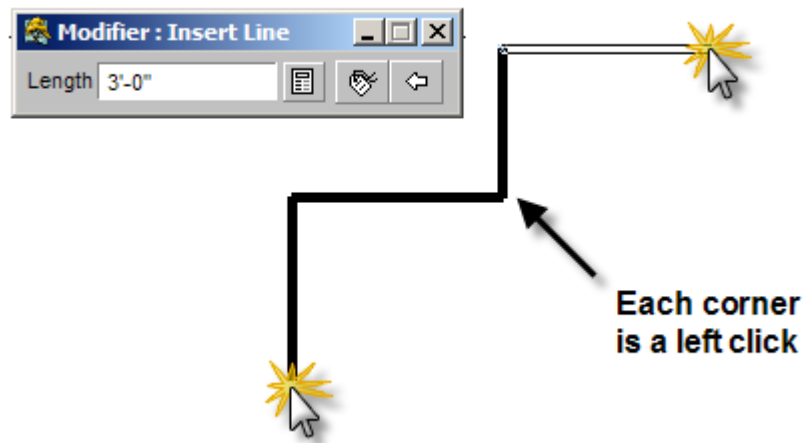 Modifier : Insert Line
Length 3'-0"
Each corner
is a left click